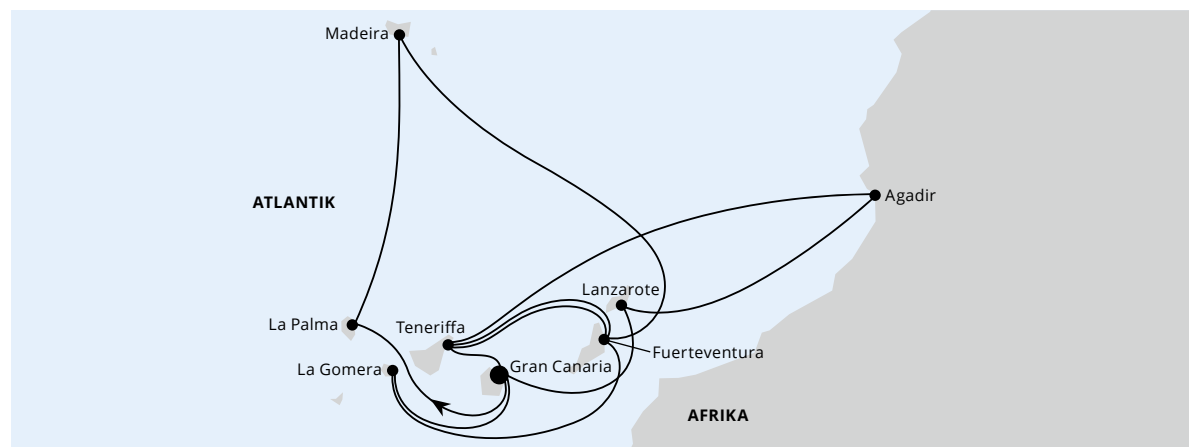 Madeira
Agadir
ATLANTIK
Lanzarote
La Palma
Teneriffa
Fuerteventura
La Gomera
Gran Canaria
AFRIKA